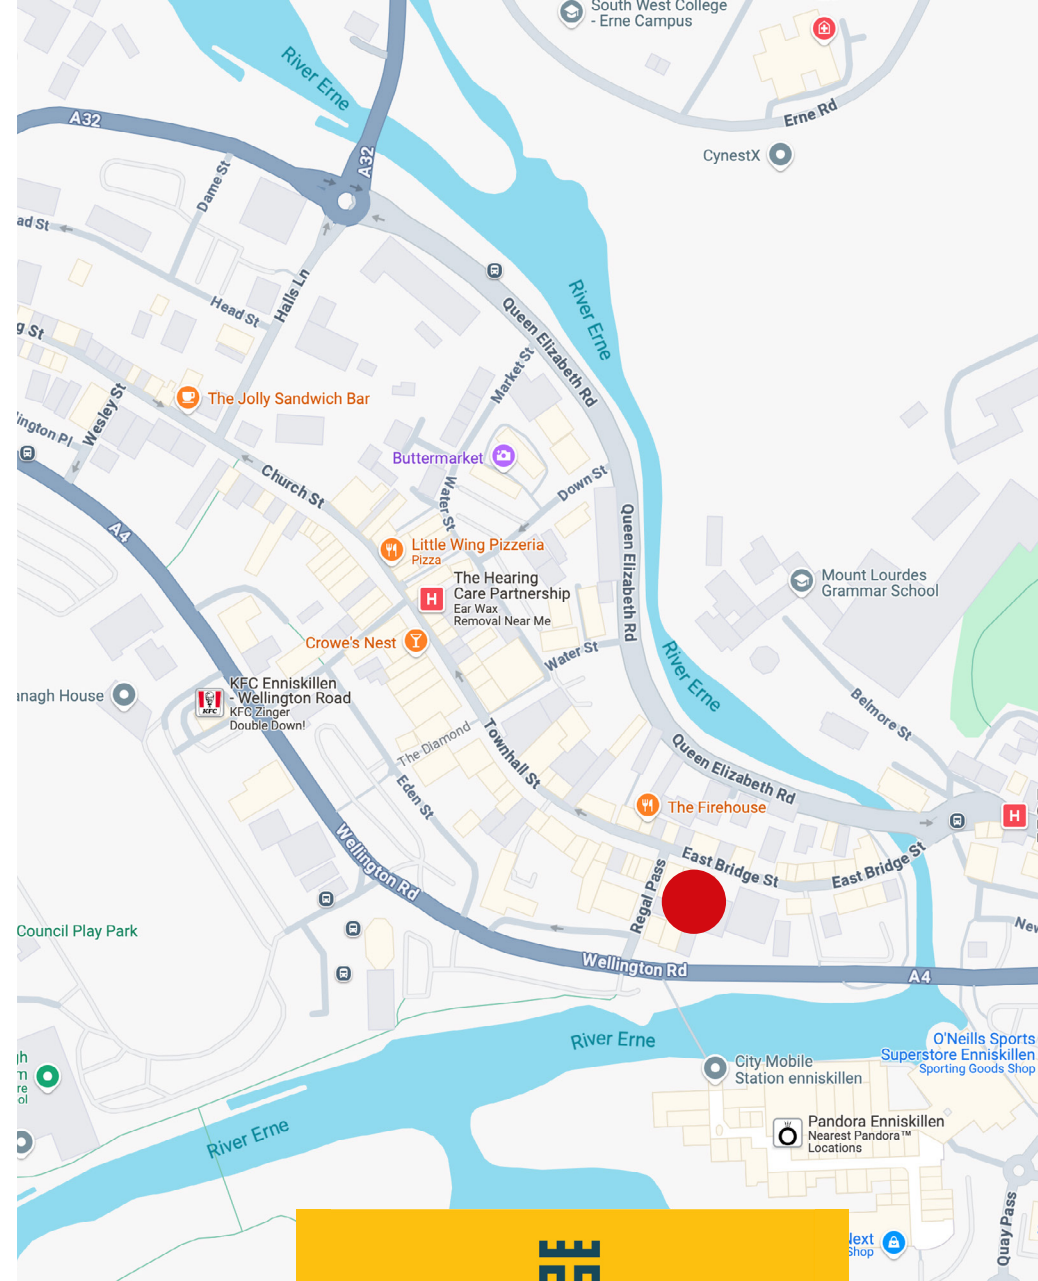 South West College
- Erne Campus
River Erne
A32
Erne Rd
A32
CynestX
Dame St
ad St
Halls Ln
Head St
River Erne
Queen Elizabeth Rd
g St
Market St
The Jolly Sandwich Bar
Wesley St
lington Pl
Buttermarket
Church St
Water St
Down St
A4
Queen Elizabeth Rd
Little Wing Pizzeria
Pizza
The Hearing
Care Partnership
Ear Wax
Removal Near Me
Mount Lourdes
Grammar School
Crowe's Nest
Water St
River Erne
KFC Enniskillen
- Wellington Road
KFC Zinger
Double Down!
KFC
nagh House
Belmore St
The Diamond
Townhall St
Queen Elizabeth Rd
Eden St
The Firehouse
H
H
Wellington Rd
East Bridge St
East Bridge St
Regal Pass
Council Play Park
New
Wellington Rd
A4
River Erne
O'Neills Sports
Superstore Enniskillen
Sporting Goods Shop
gh
m
re
ol
City Mobile
Station enniskillen
River Erne
Pandora Enniskillen
Nearest Pandora™
Locations
Quay Pass
Next
Shop